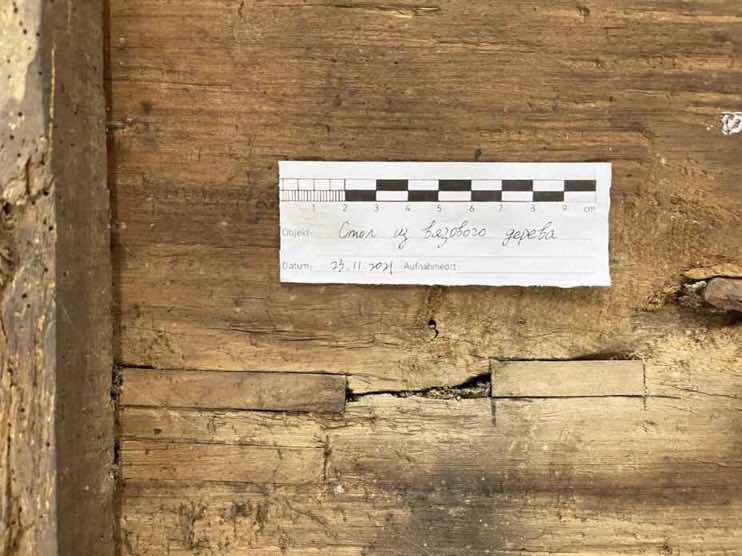 1 2 3 4 5 6 7 8 9 cm
Objekt: Стол из вязового дерева
Datum: 23.11.2021 Aufnahmeort: